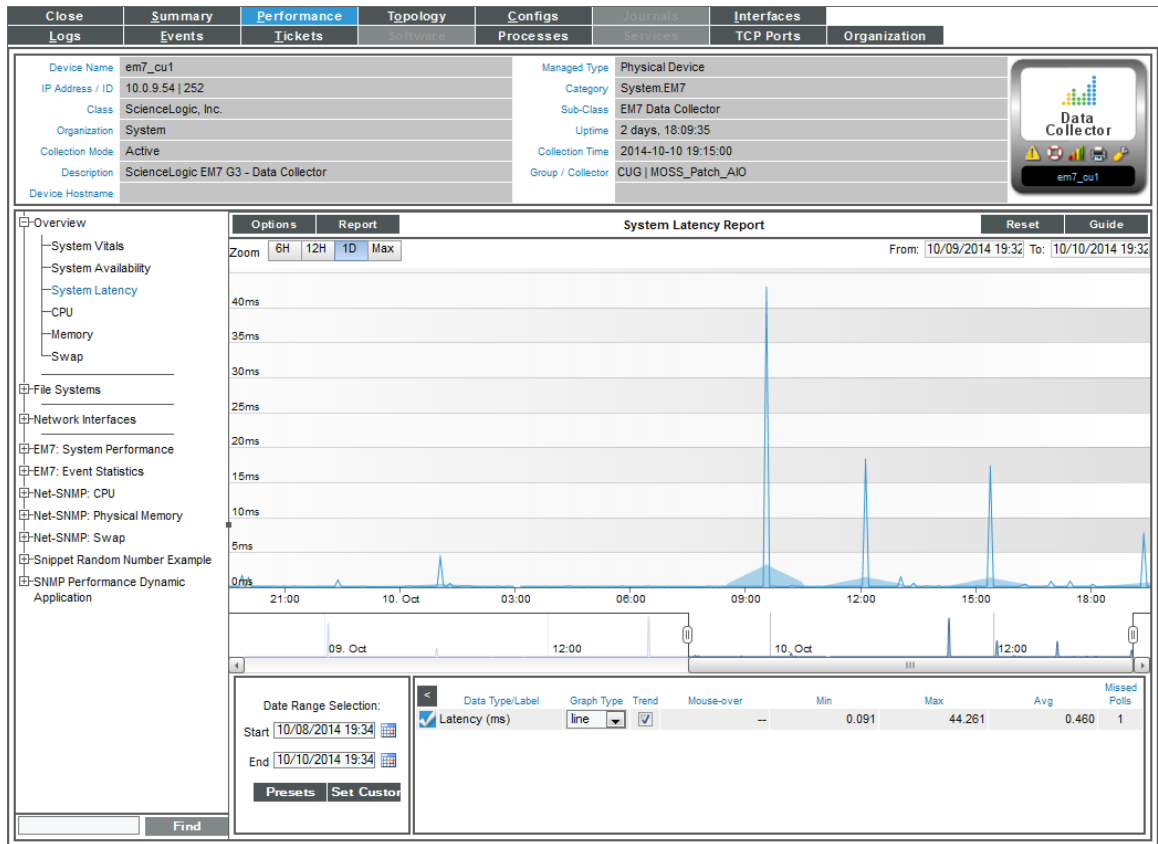 Close Summary Performance Topology Configs Journals Interfaces
Logs Events Tickets Software Processes Services TCP Ports Organization
Device Name em7_cu1 Managed Type Physical Device
IP Address / ID 10.0.9.54 | 252 Category System.EM7
Class ScienceLogic, Inc. Sub-Class EM7 Data Collector
Organization System Uptime 2 days, 18:09:35
Collection Mode Active Collection Time 2014-10-10 19:15:00
Description ScienceLogic EM7 G3 - Data Collector Group / Collector CUG | MOSS_Patch_AIO
Device Hostname
Data
Collector
em7_cu1
Overview
System Vitals
System Availability
System Latency
CPU
Memory
Swap
File Systems
Network Interfaces
EM7: System Performance
EM7: Event Statistics
Net-SNMP: CPU
Net-SNMP: Physical Memory
Net-SNMP: Swap
Snippet Random Number Example
SNMP Performance Dynamic
Application
Find
Options Report System Latency Report Reset Guide
Zoom 6H 12H 1D Max From: 10/09/2014 19:32 To: 10/10/2014 19:32
40ms
35ms
30ms
25ms
20ms
15ms
10ms
5ms
0ms
21:00 10. Oct 03:00 06:00 09:00 12:00 15:00 18:00
09. Oct 12:00 10. Oct 12:00
Date Range Selection:
Start 10/08/2014 19:34
End 10/10/2014 19:34
Presets Set Custor
< Data Type/Label Graph Type Trend Mouse-over Min Max Avg Missed Polls
Latency (ms) line -- 0.091 44.261 0.460 1